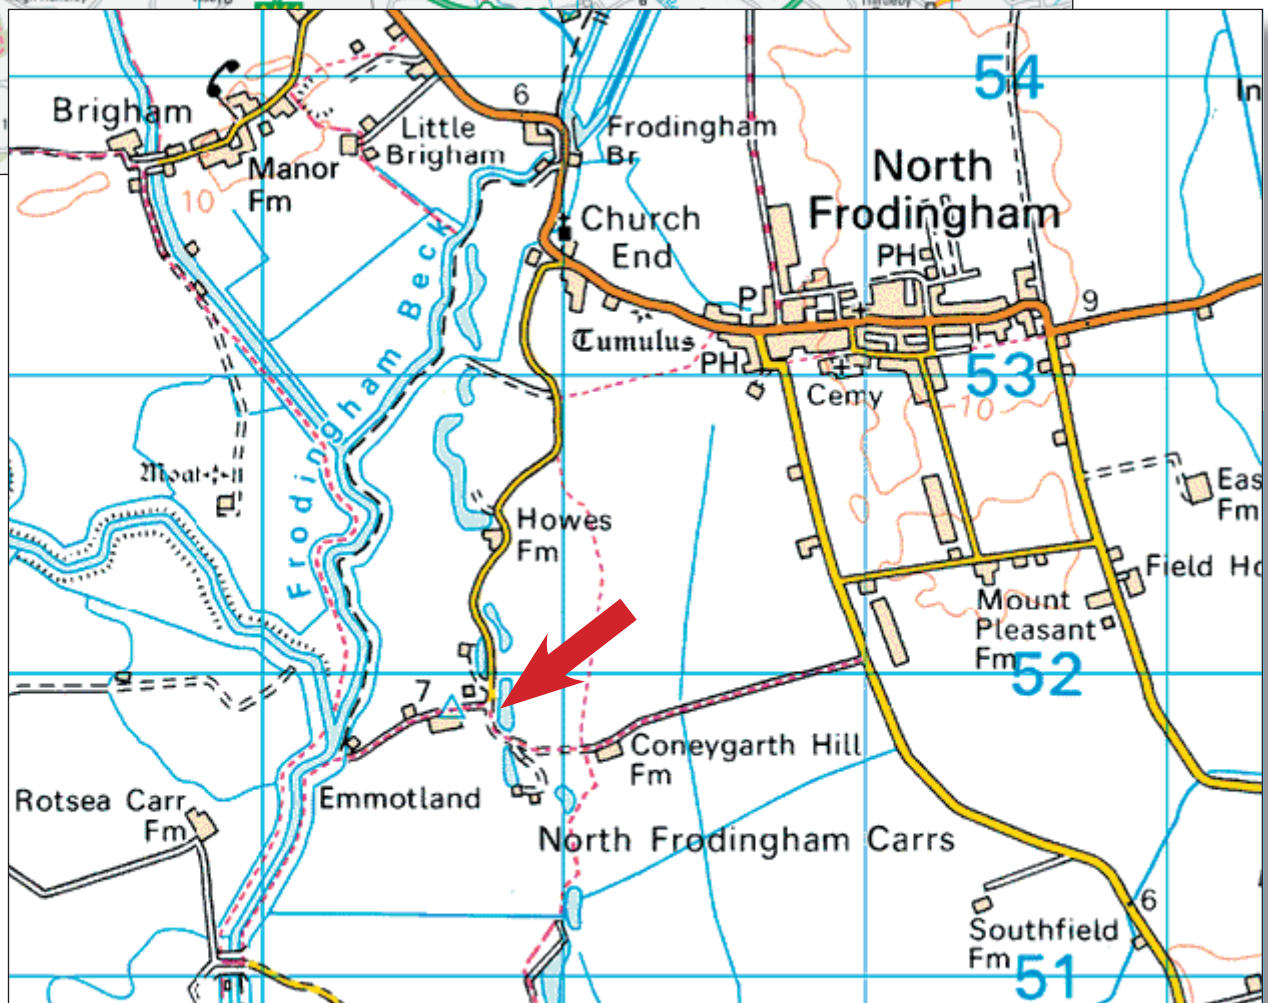 54
In
6
Brigham
Little
Brigham
Frodingham
Br
Manor
Fm
10
North
Frodingham
Church
End
PH
P
9
Frodingham Beck
Tumulus
PH
53
Cemy
10
Moat
Eas
Fm
Howes
Fm
Field Ho
Mount
Pleasant
Fm
52
7
Coneygarth Hill
Fm
Rotsea Carr
Fm
Emmotland
North Frodingham Carrs
6
Southfield
Fm
51